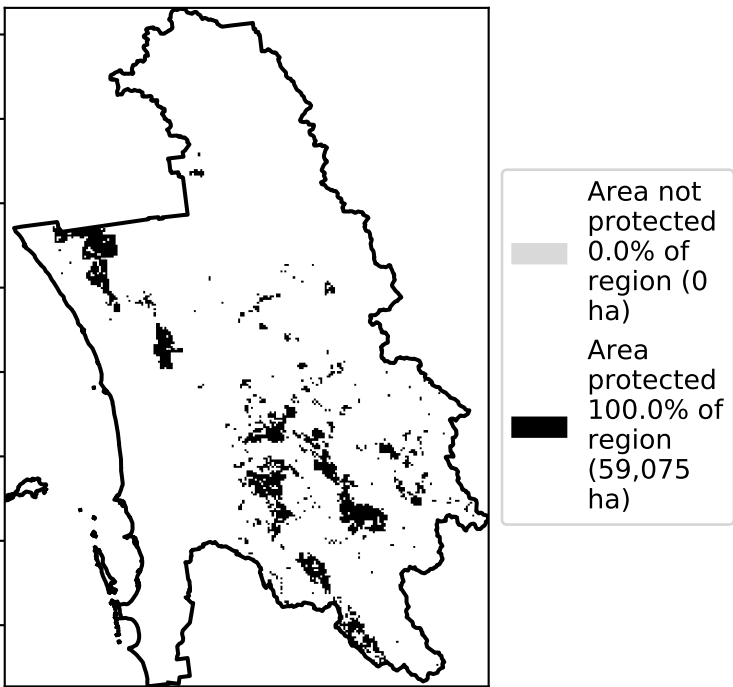 Area not
protected
0.0% of
region (0
ha)
Area
protected
100.0% of
region
(59,075
ha)